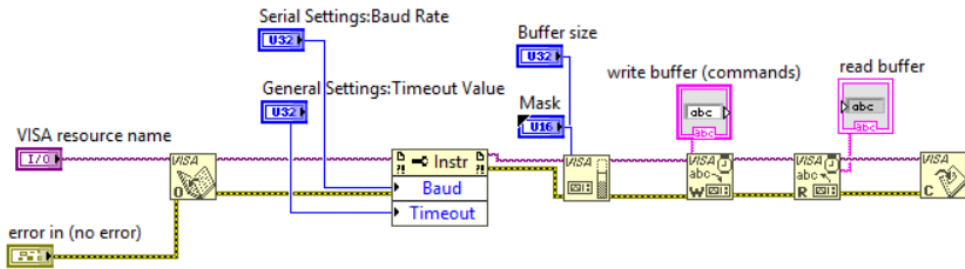 Serial Settings:Baud Rate
U32
Buffer size
U32
write buffer (commands)
abc
abc
read buffer
abc
abc
General Settings:Timeout Value
U32
Mask
U16
VISA resource name
I/O
VISA
O
Instr
Baud
Timeout
VISA
VISA
abc
W
VISA
abc
R
VISA
C
error in (no error)